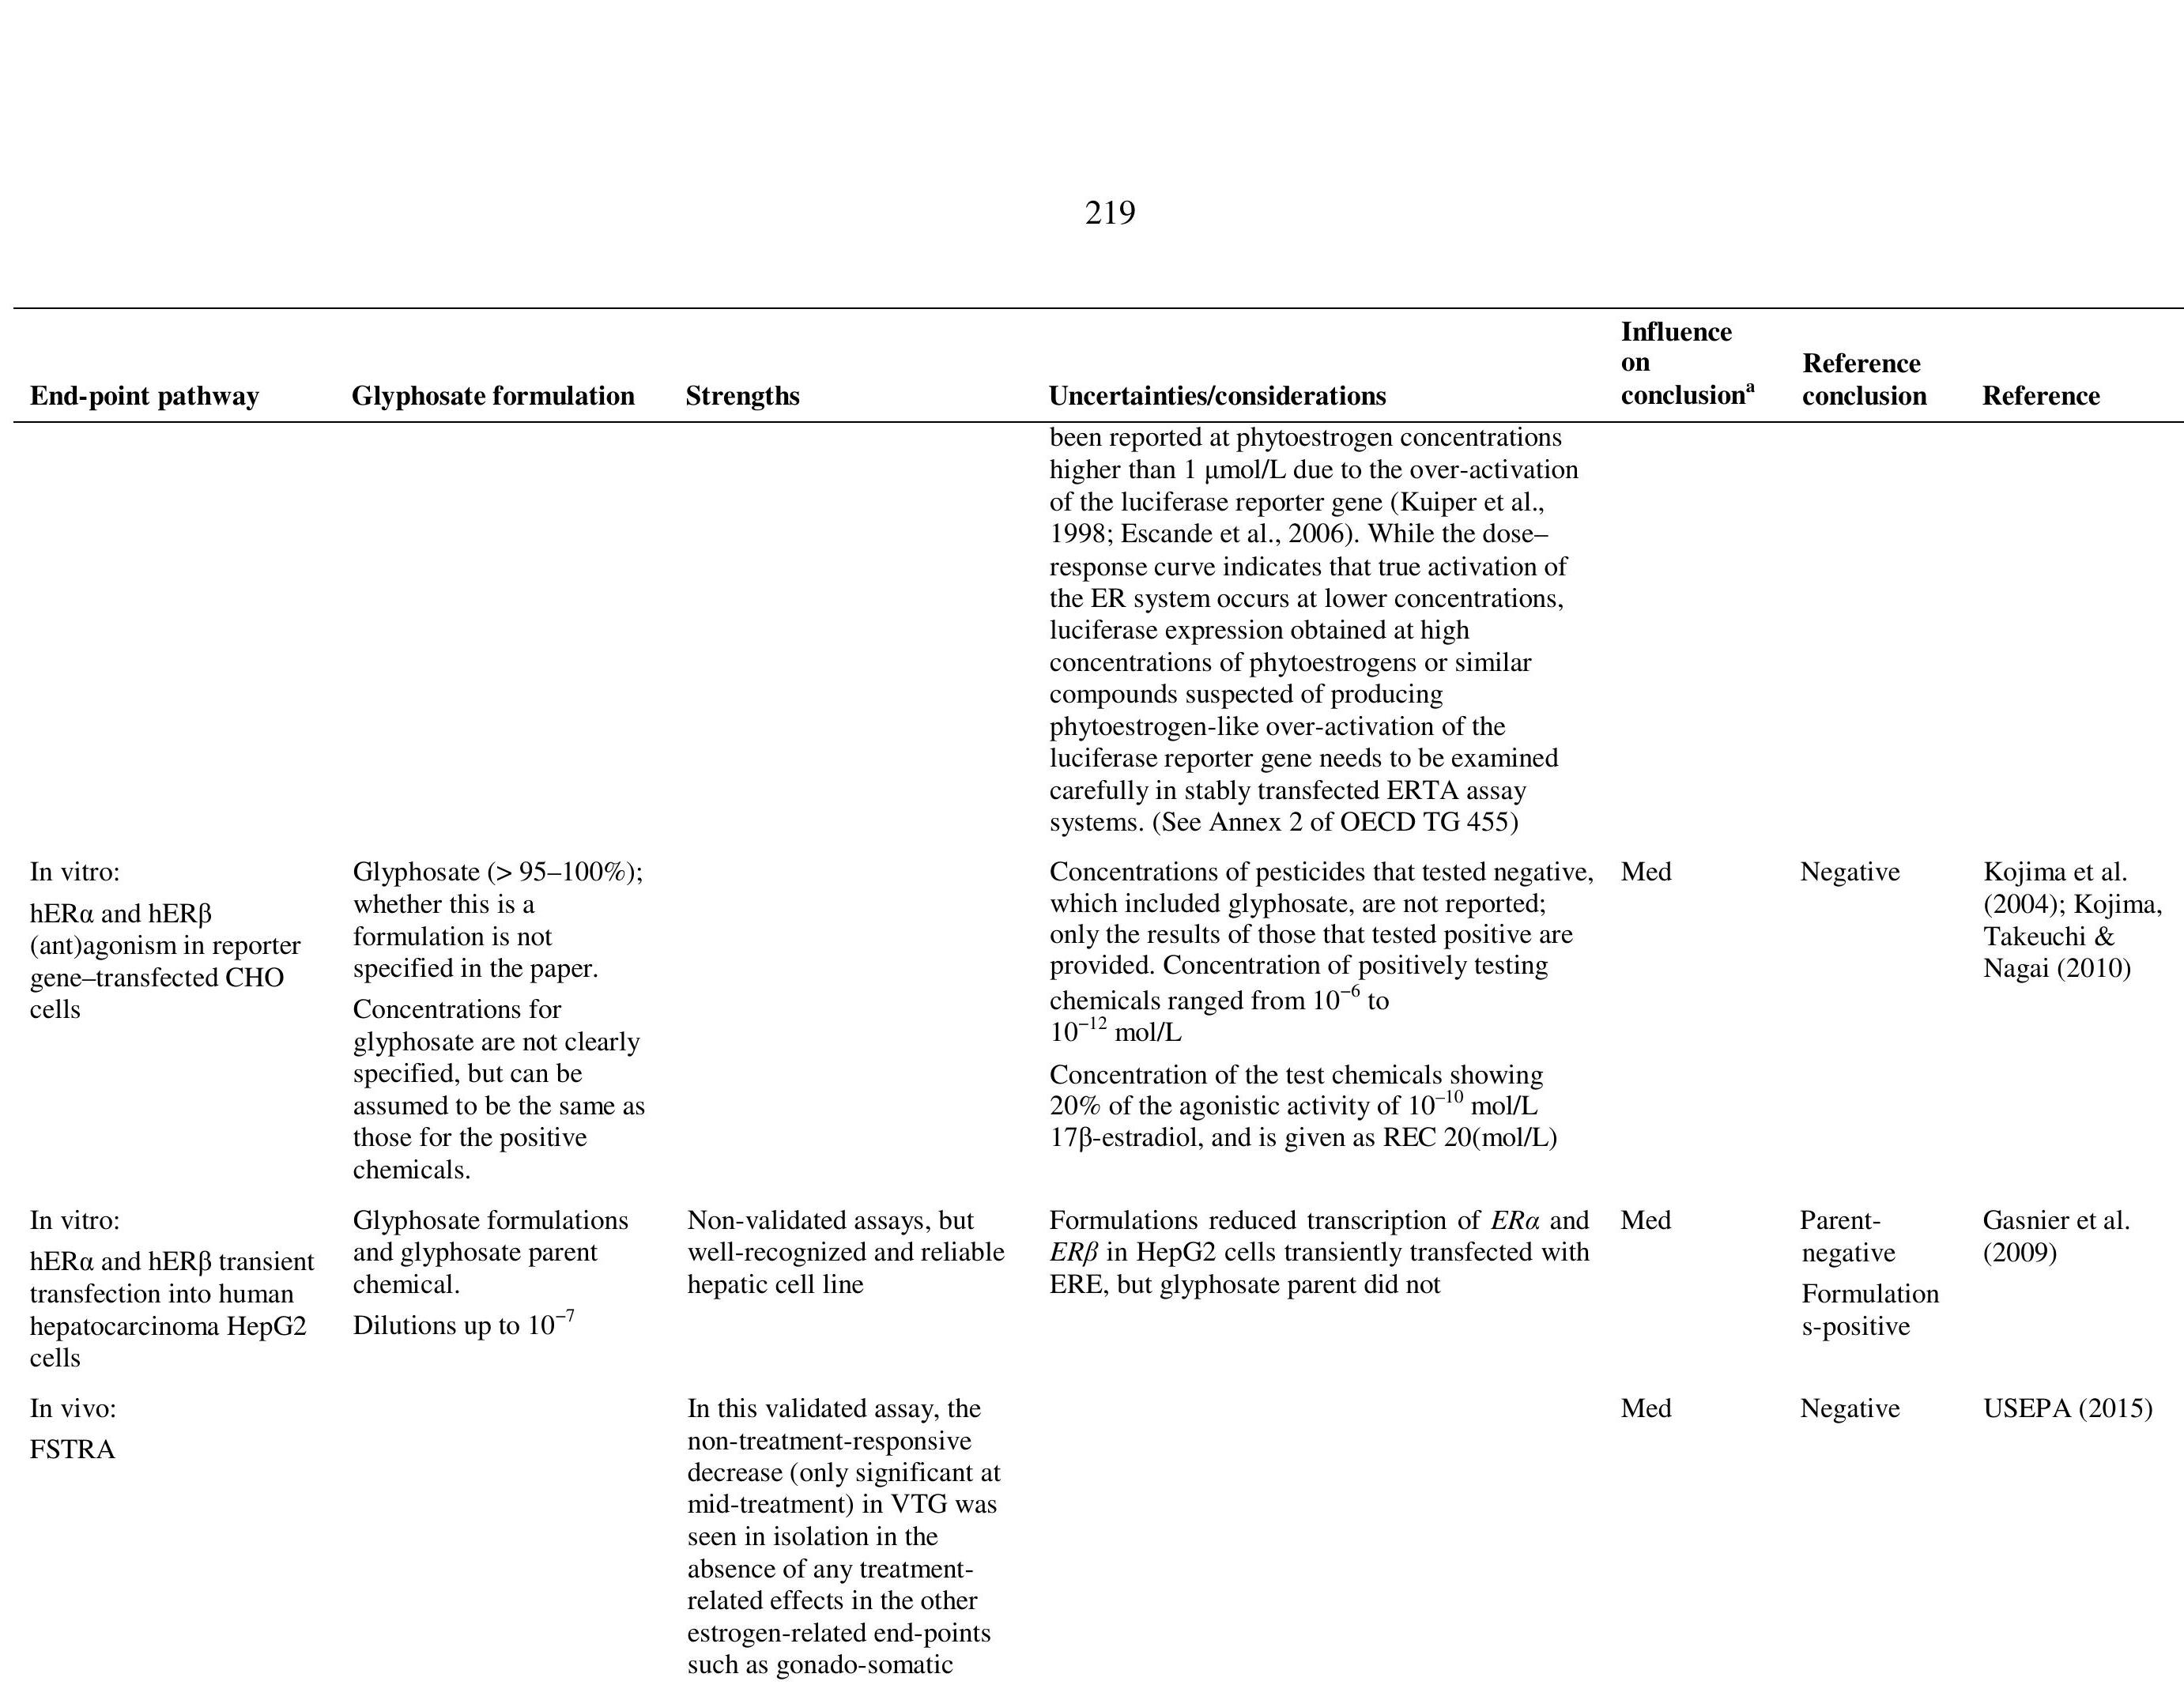 219
End-point pathway
Glyphosate formulation
Strengths
Uncertainties/considerations
Influence
on
conclusionᵃ
Reference
conclusion
Reference
been reported at phytoestrogen concentrations
higher than 1 μmol/L due to the over-activation
of the luciferase reporter gene (Kuiper et al.,
1998; Escande et al., 2006). While the dose–
response curve indicates that true activation of
the ER system occurs at lower concentrations,
luciferase expression obtained at high
concentrations of phytoestrogens or similar
compounds suspected of producing
phytoestrogen-like over-activation of the
luciferase reporter gene needs to be examined
carefully in stably transfected ERTA assay
systems. (See Annex 2 of OECD TG 455)
In vitro:
hERα and hERβ
(ant)agonism in reporter
gene–transfected CHO
cells
Glyphosate (> 95–100%);
whether this is a
formulation is not
specified in the paper.
Concentrations for
glyphosate are not clearly
specified, but can be
assumed to be the same as
those for the positive
chemicals.
Concentrations of pesticides that tested negative,
which included glyphosate, are not reported;
only the results of those that tested positive are
provided. Concentration of positively testing
chemicals ranged from 10⁻⁶ to
10⁻¹² mol/L
Concentration of the test chemicals showing
20% of the agonistic activity of 10⁻¹⁰ mol/L
17β-estradiol, and is given as REC 20(mol/L)
Med
Negative
Kojima et al.
(2004); Kojima,
Takeuchi &
Nagai (2010)
In vitro:
hERα and hERβ transient
transfection into human
hepatocarcinoma HepG2
cells
Glyphosate formulations
and glyphosate parent
chemical.
Dilutions up to 10⁻⁷
Non-validated assays, but
well-recognized and reliable
hepatic cell line
Formulations reduced transcription of ERα and
ERβ in HepG2 cells transiently transfected with
ERE, but glyphosate parent did not
Med
Parent-
negative
Formulation
s-positive
Gasnier et al.
(2009)
In vivo:
FSTRA
In this validated assay, the
non-treatment-responsive
decrease (only significant at
mid-treatment) in VTG was
seen in isolation in the
absence of any treatment-
related effects in the other
estrogen-related end-points
such as gonado-somatic
Med
Negative
USEPA (2015)